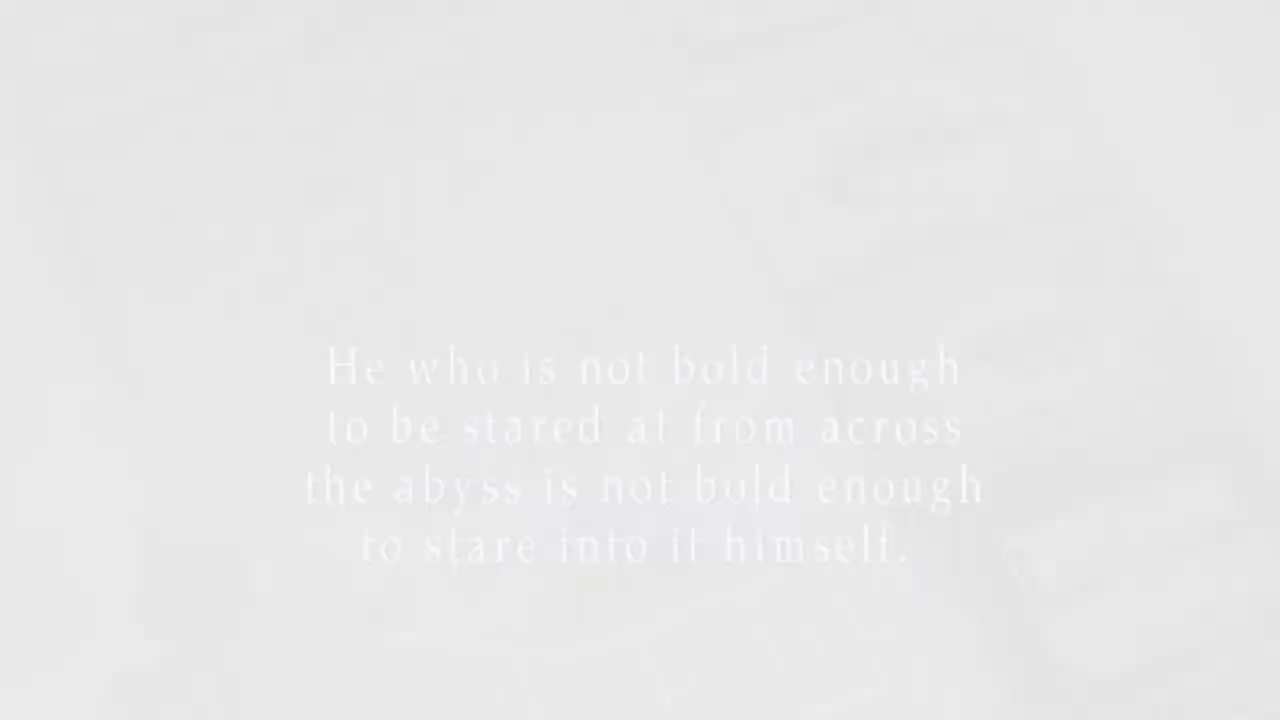 He who is not bold enough
to be stared at from across
the abyss is not bold enough
to stare into it himself.